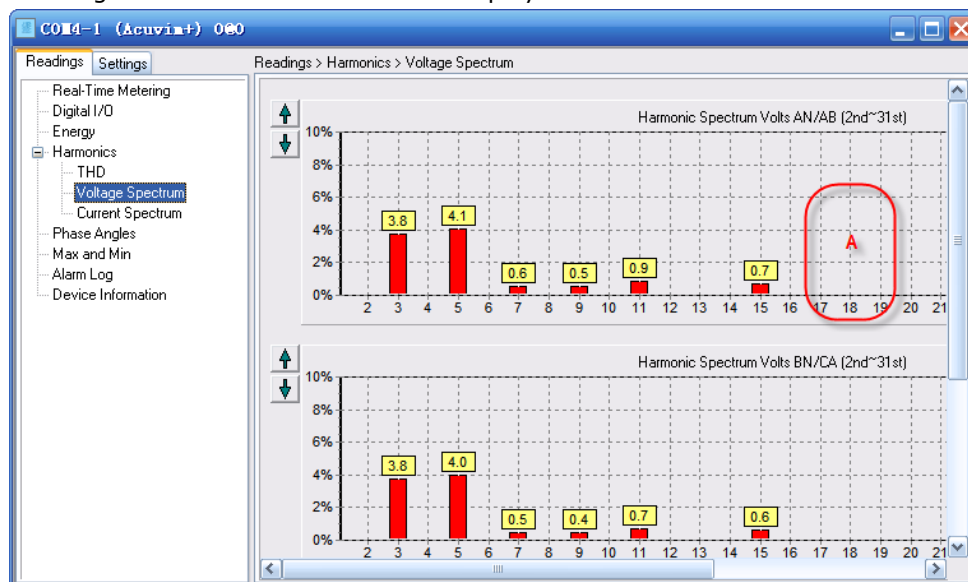 COM4-1 (Acuvim+) O@O
Readings Settings
Readings > Harmonics > Voltage Spectrum
Real-Time Metering
Digital I/O
Energy
Harmonics
THD
Voltage Spectrum
Current Spectrum
Phase Angles
Max and Min
Alarm Log
Device Information
Harmonic Spectrum Volts AN/AB (2nd~31st)
10%
8%
6%
4%
2%
0%
3.8 4.1 0.6 0.5 0.9 0.7
A
2 3 4 5 6 7 8 9 10 11 12 13 14 15 16 17 18 19 20 21
Harmonic Spectrum Volts BN/CA (2nd~31st)
10%
8%
6%
4%
2%
0%
3.8 4.0 0.5 0.4 0.7 0.6
2 3 4 5 6 7 8 9 10 11 12 13 14 15 16 17 18 19 20 21